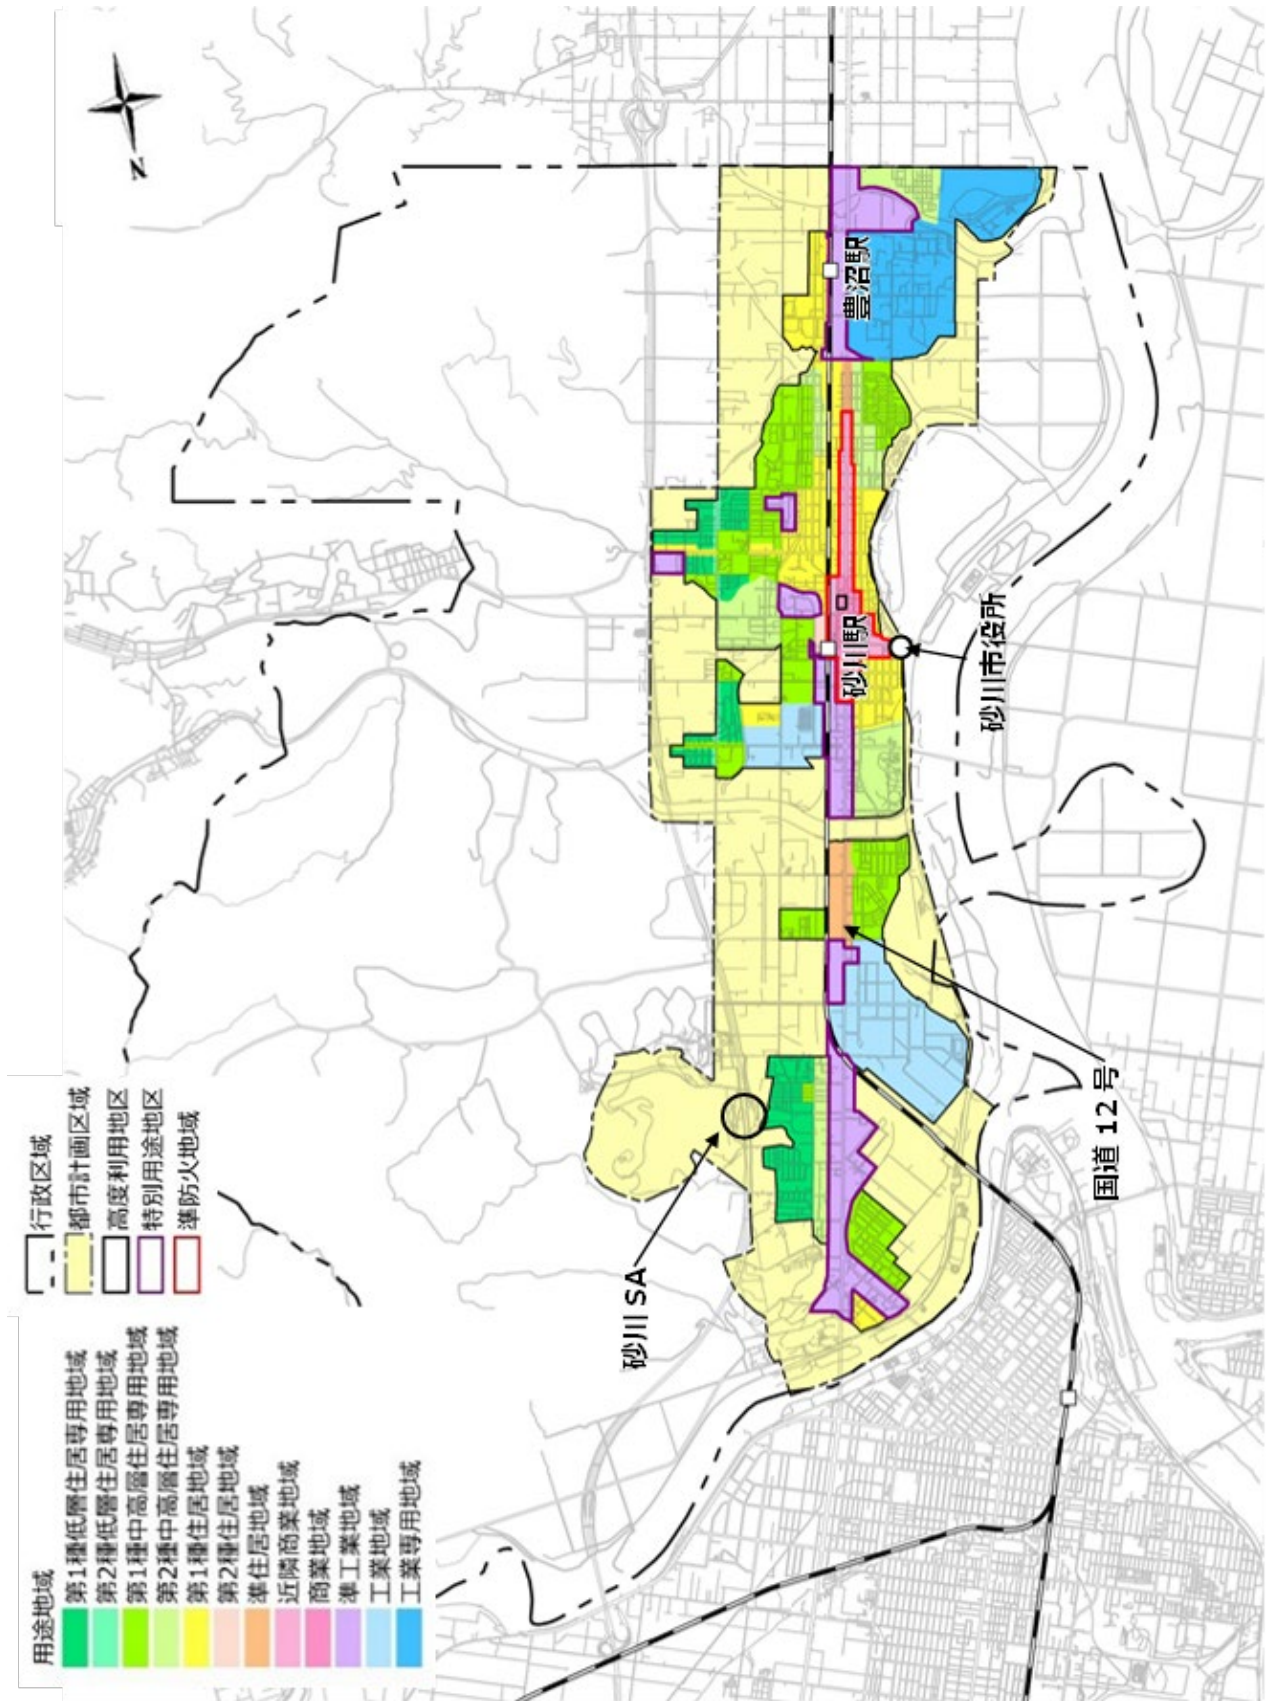 用途地域
第1種低層住居専用地域
第2種低層住居専用地域
第1種中高層住居専用地域
第2種中高層住居専用地域
第1種住居地域
第2種住居地域
準住居地域
近隣商業地域
商業地域
準工業地域
工業地域
工業専用地域
行政区域
都市計画区域
高度利用地区
特別用途地区
準防火地域
砂川SA
国道12号
砂川駅
砂川市役所
豊沼駅
N